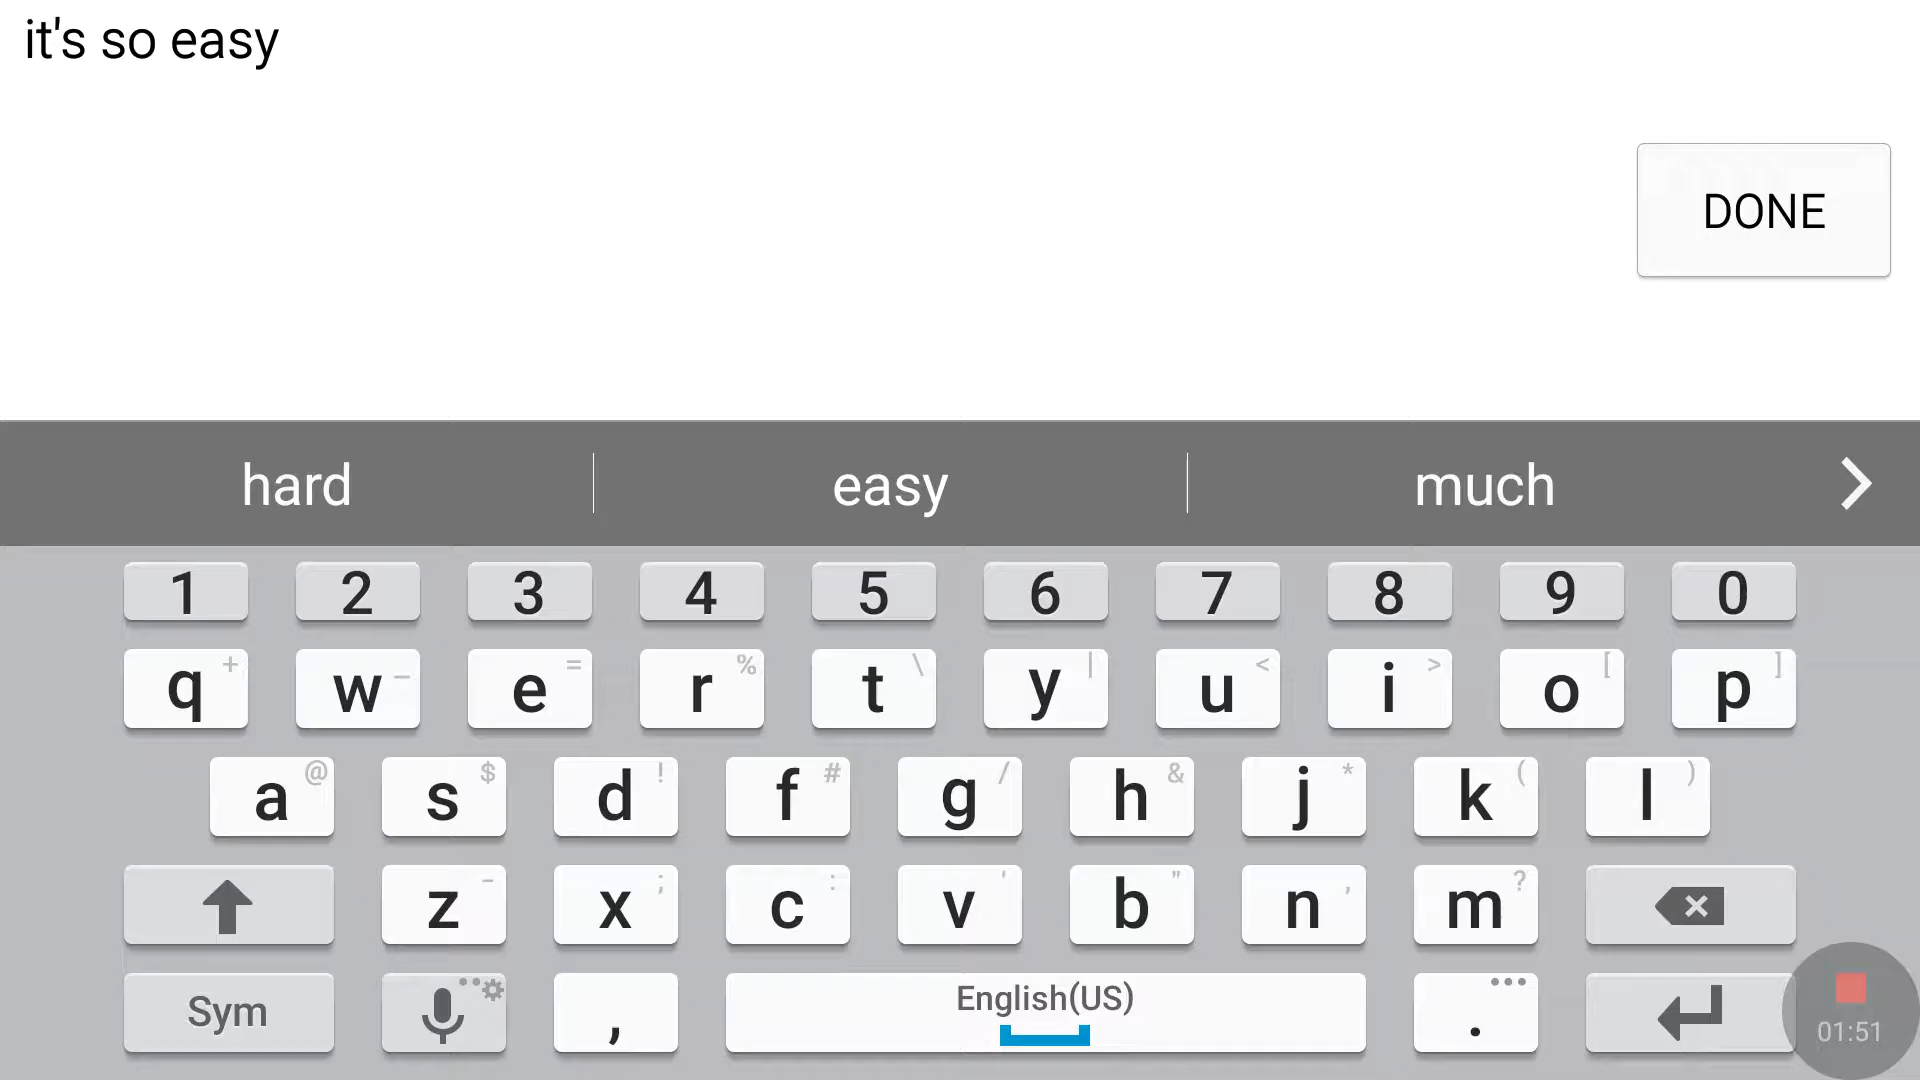 it's so easy
DONE
hard easy much
1 2 3 4 5 6 7 8 9 0
q + w _ e = r % t \ y | u < i > o [ p ]
a @ s $ d ! f # g / h & j * k ( l )
z - x ; c : v ' b " n , m ?
Sym , English(US) .
01:51